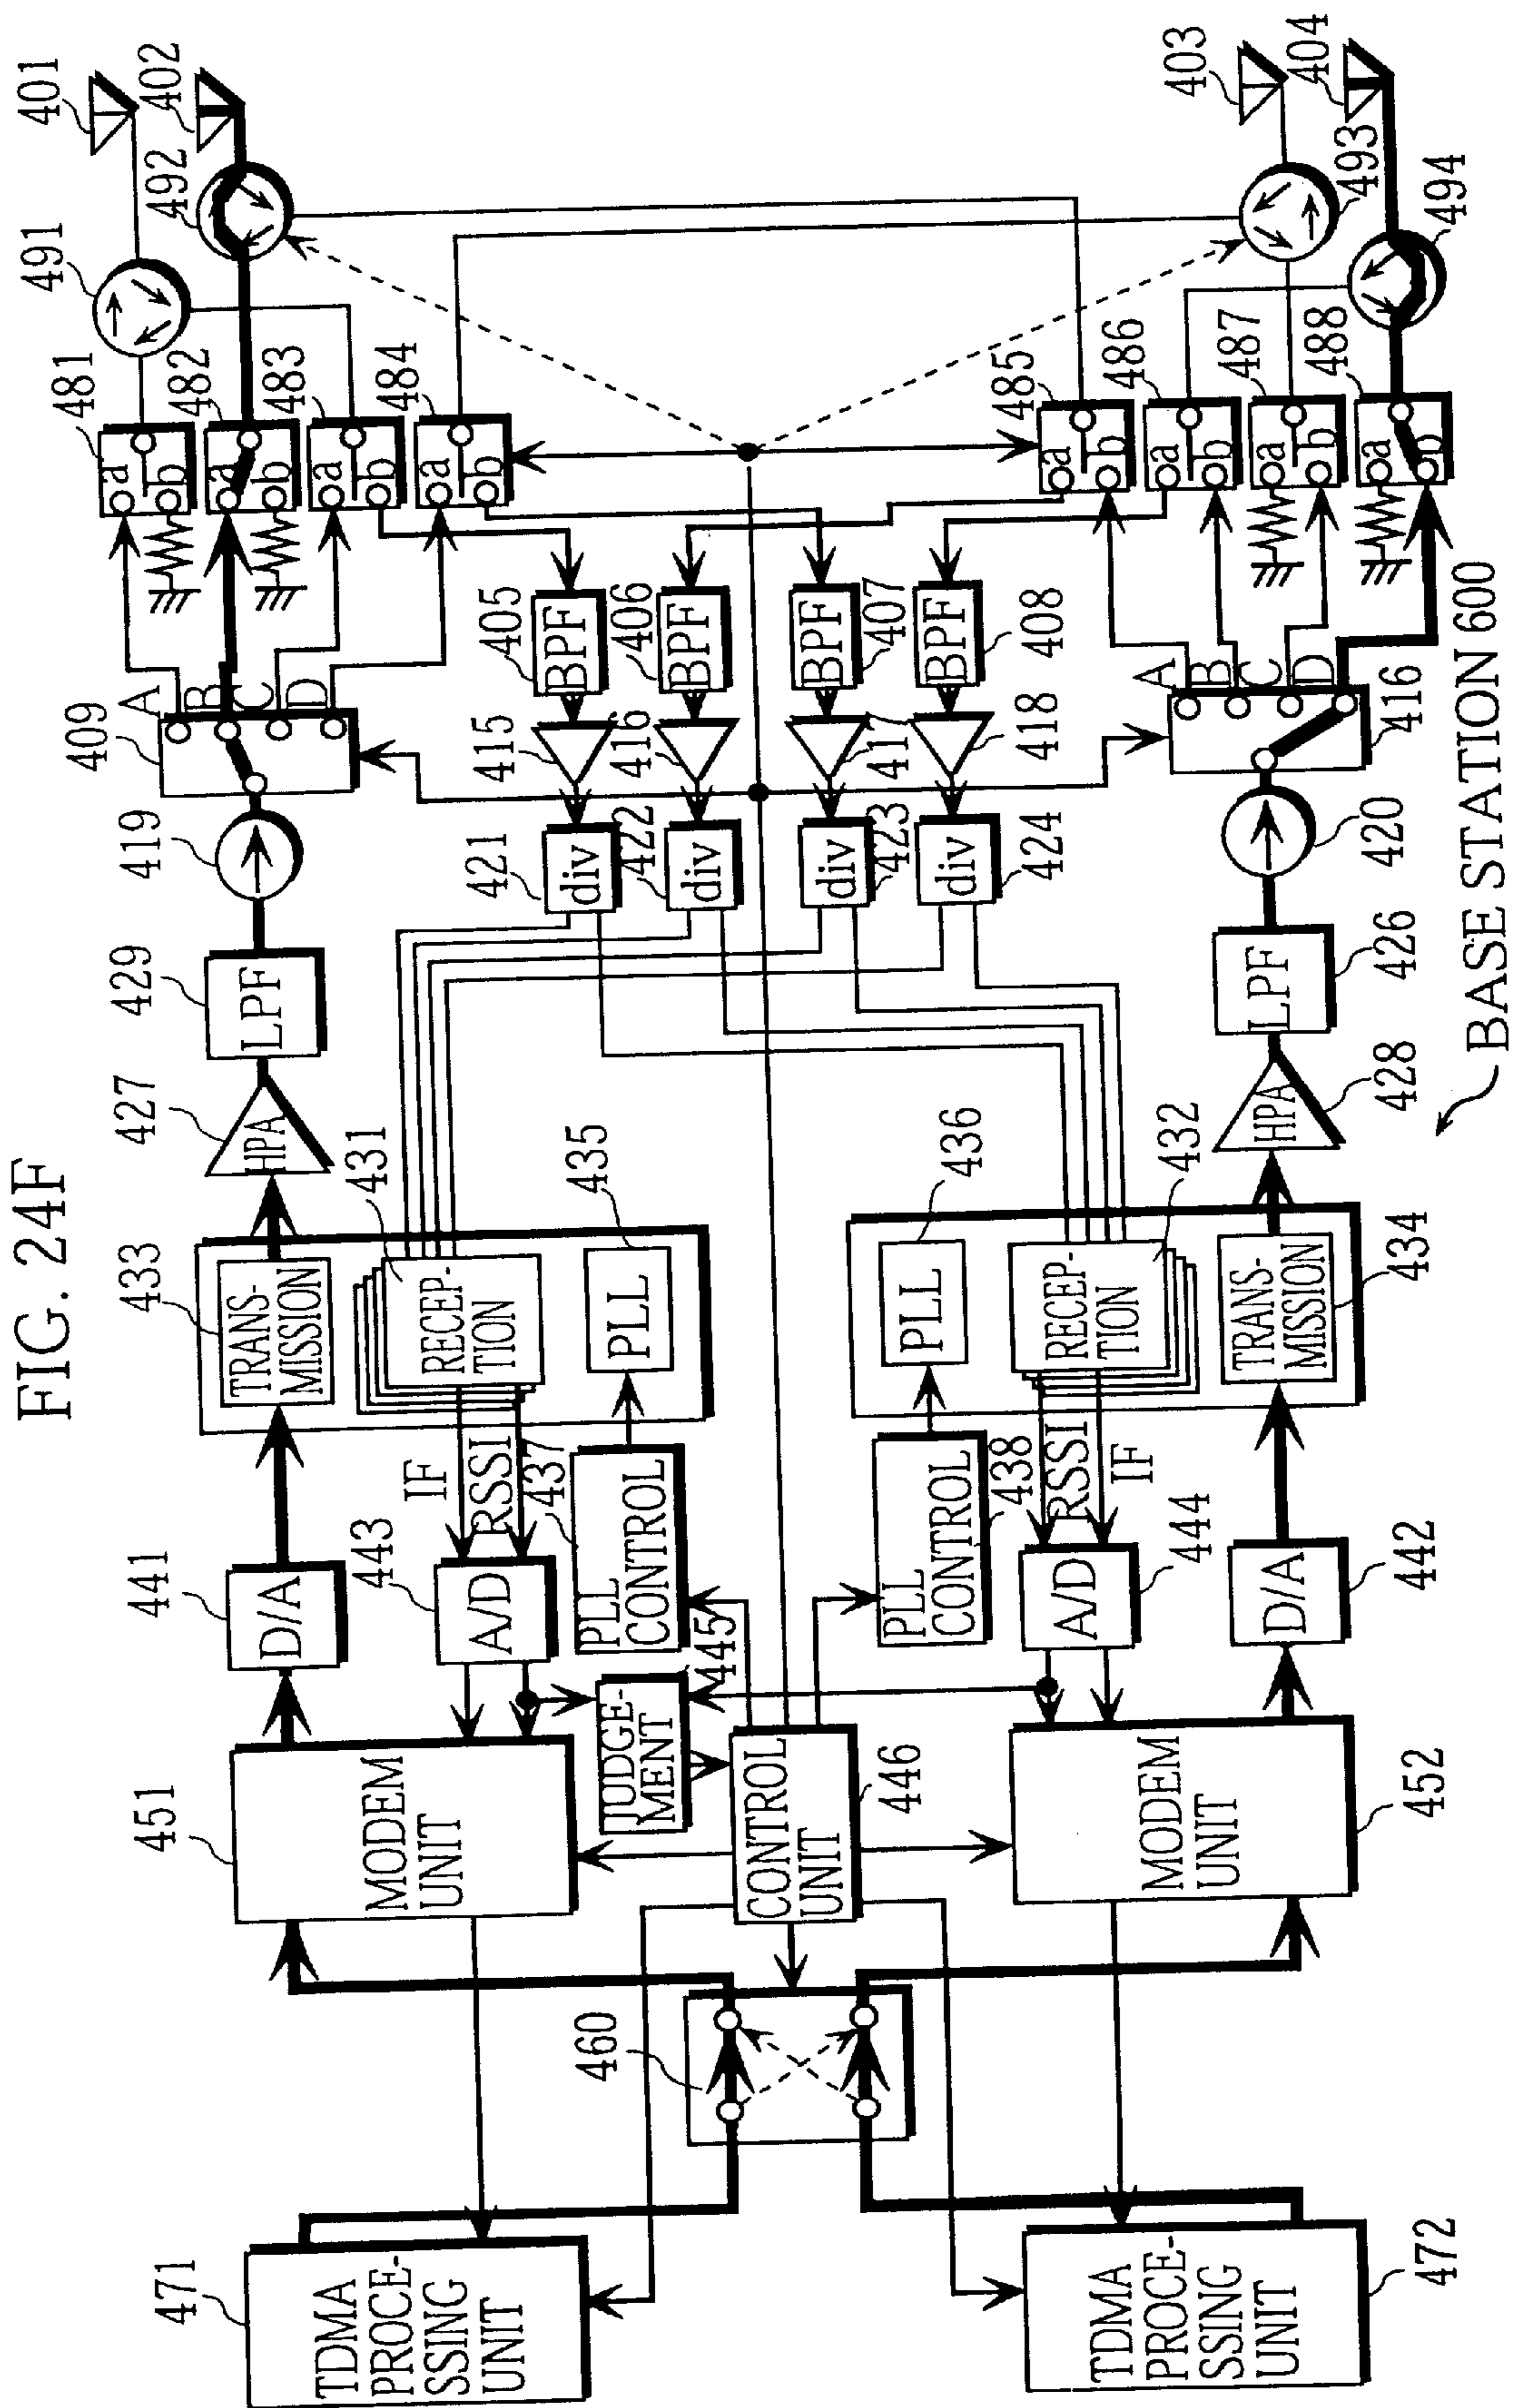 FIG. 24F
401
402
403
404
491
492
493
494
481
a
b
482
a
b
483
a
b
484
a
b
485
a
b
486
a
b
487
a
b
488
a
b
409
A
B
C
D
416
A
B
C
D
405
BPF
406
BPF
407
BPF
408
BPF
415
416
417
418
419
420
421
div
422
div
423
div
424
div
429
LPF
426
LPF
427
HPA
428
HPA
433
TRANS-
MISSION
431
RECEP-
TION
435
PLL
436
PLL
432
RECEP-
TION
434
TRANS-
MISSION
IF
RSSI
437
PLL
CONTROL
438
PLL
CONTROL
RSSI
IF
441
D/A
443
A/D
444
A/D
442
D/A
445
JUDGE-
MENT
451
MODEM
UNIT
446
CONTROL
UNIT
452
MODEM
UNIT
460
471
TDMA
PROCE-
SSING
UNIT
472
TDMA
PROCE-
SSING
UNIT
BASE STATION 600